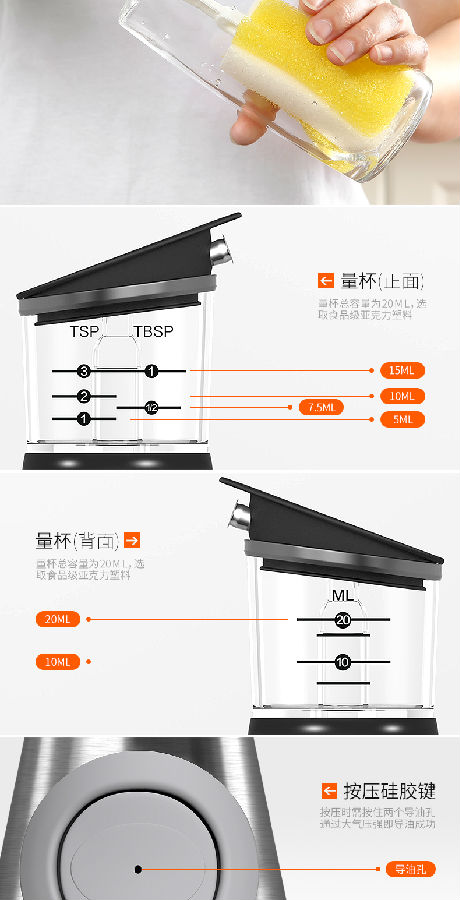 量杯(正面)
量杯总容量为20ML,选
取食品级亚克力塑料
TSP TBSP
3 1 15ML
2 10ML
1/2 7.5ML
1 5ML
量杯(背面)
量杯总容量为20ML,选
取食品级亚克力塑料
ML
20ML 20
10ML 10
按压硅胶键
按压时需按住两个导油孔
通过大气压强即导油成功
导油孔